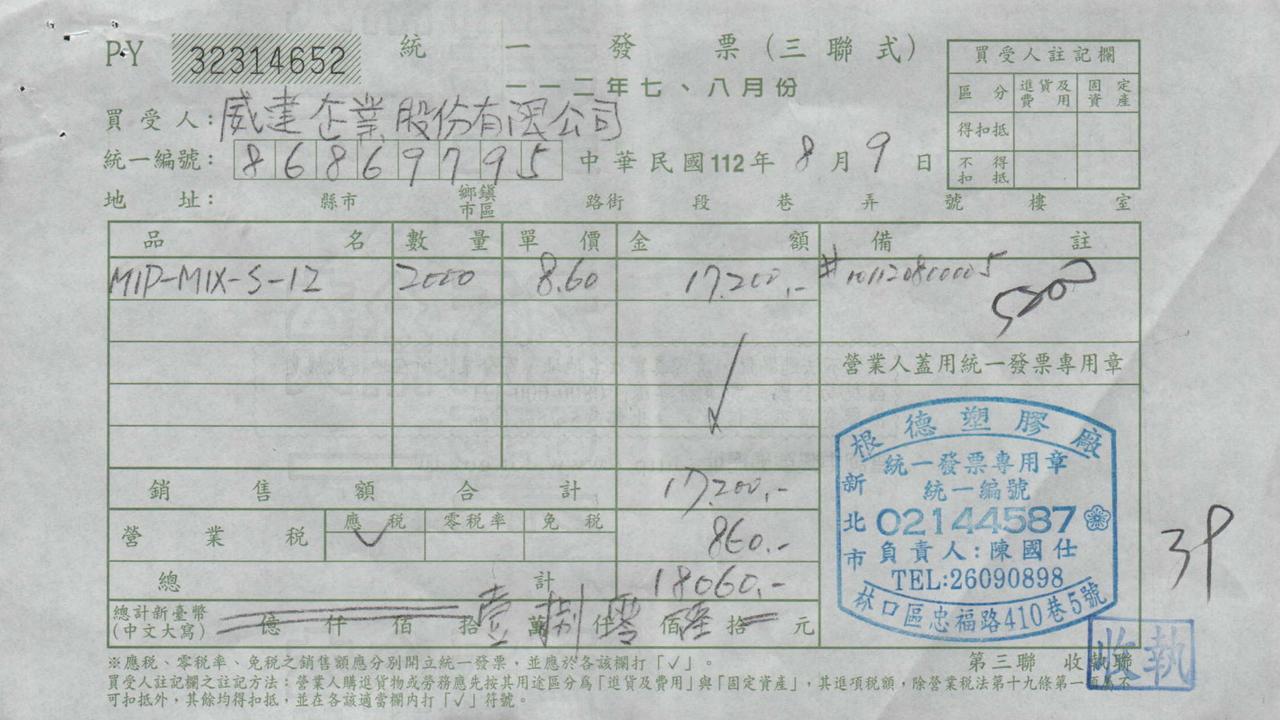 PY 32314652 統一發票(三聯式)
一一二年七、八月份
買受人註記欄
區分 進貨及費用 固定資產
得扣抵
不得扣抵
買受人:威達企業股份有限公司
統一編號:86869795 中華民國112年8月9日
地址: 縣市 鄉鎮市區 路街 段 巷 弄 號 樓 室
品名 數量 單價 金額 備註
MIP-MIX-S-12 2000 8.60 17.200.- #10112080005
營業人蓋用統一發票專用章
銷售額合計 17.200.-
營業稅 應稅 ✓ 零稅率 免稅 860.-
總計 18060.-
總計新臺幣(中文大寫) 億 仟 佰 拾 壹 萬 捌 仟 零 佰 陸 拾 元
根德塑膠廠
統一發票專用章
統一編號
02144587
新北市
負責人:陳國仕
TEL:26090898
林口區忠福路410巷5號
39
※應稅、零稅率、免稅之銷售額應分別開立統一發票,並應於各該欄打「✓」。
第三聯 收執聯
收執
買受人註記欄之註記方法:營業人購進貨物或勞務應先按其用途區分為「進貨及費用」與「固定資產」,其進項稅額,除營業稅法第十九條第一項屬不
可扣抵外,其餘均得扣抵,並在各該適當欄內打「✓」符號。